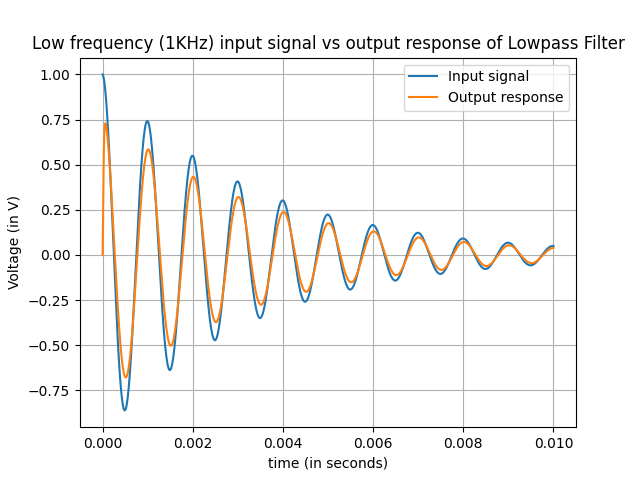 Low frequency (1KHz) input signal vs output response of Lowpass Filter
Input signal
Output response
1.00
0.75
0.50
0.25
0.00
−0.25
−0.50
−0.75
Voltage (in V)
0.000
0.002
0.004
0.006
0.008
0.010
time (in seconds)